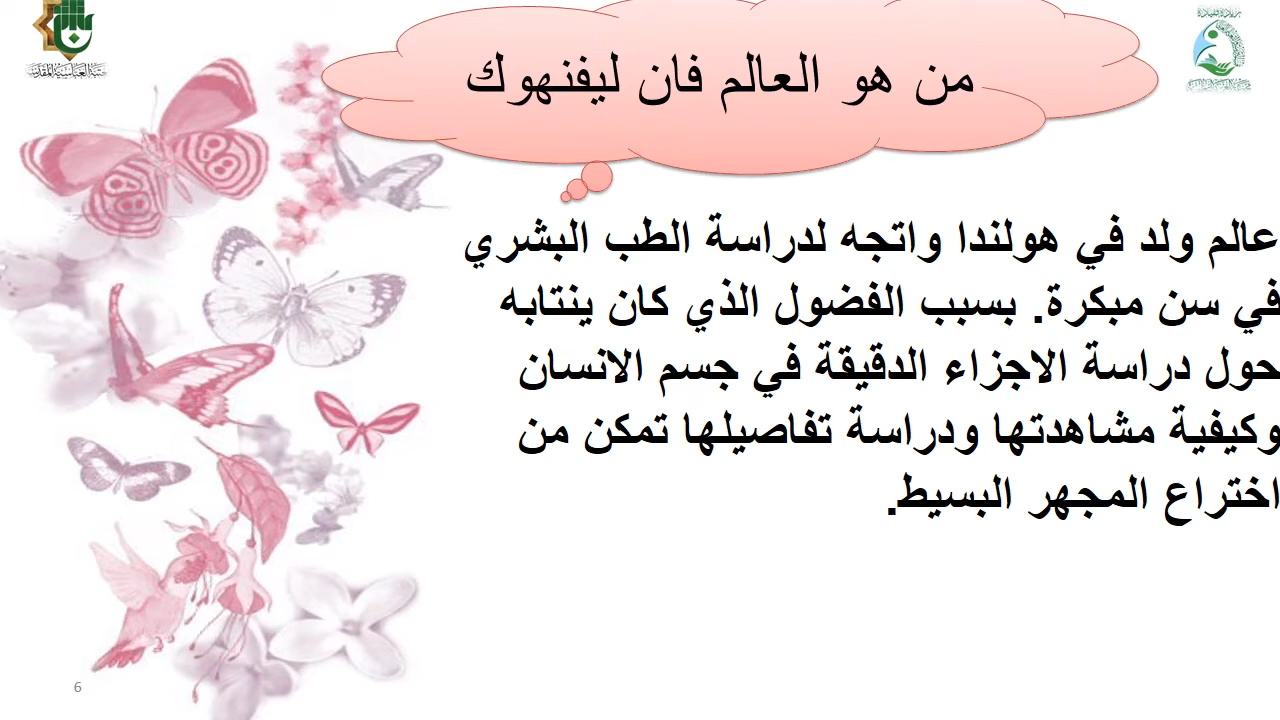 من هو العالم فان ليفنهوك
عالم ولد في هولندا واتجه لدراسة الطب البشري
في سن مبكرة. بسبب الفضول الذي كان ينتابه
حول دراسة الاجزاء الدقيقة في جسم الانسان
وكيفية مشاهدتها ودراسة تفاصيلها تمكن من
اختراع المجهر البسيط.
6